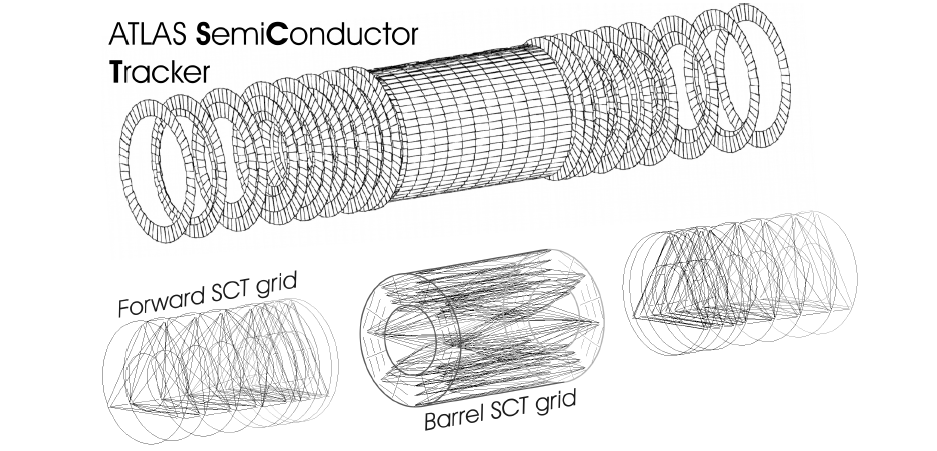 ATLAS SemiConductor
Tracker
Forward SCT grid
Barrel SCT grid